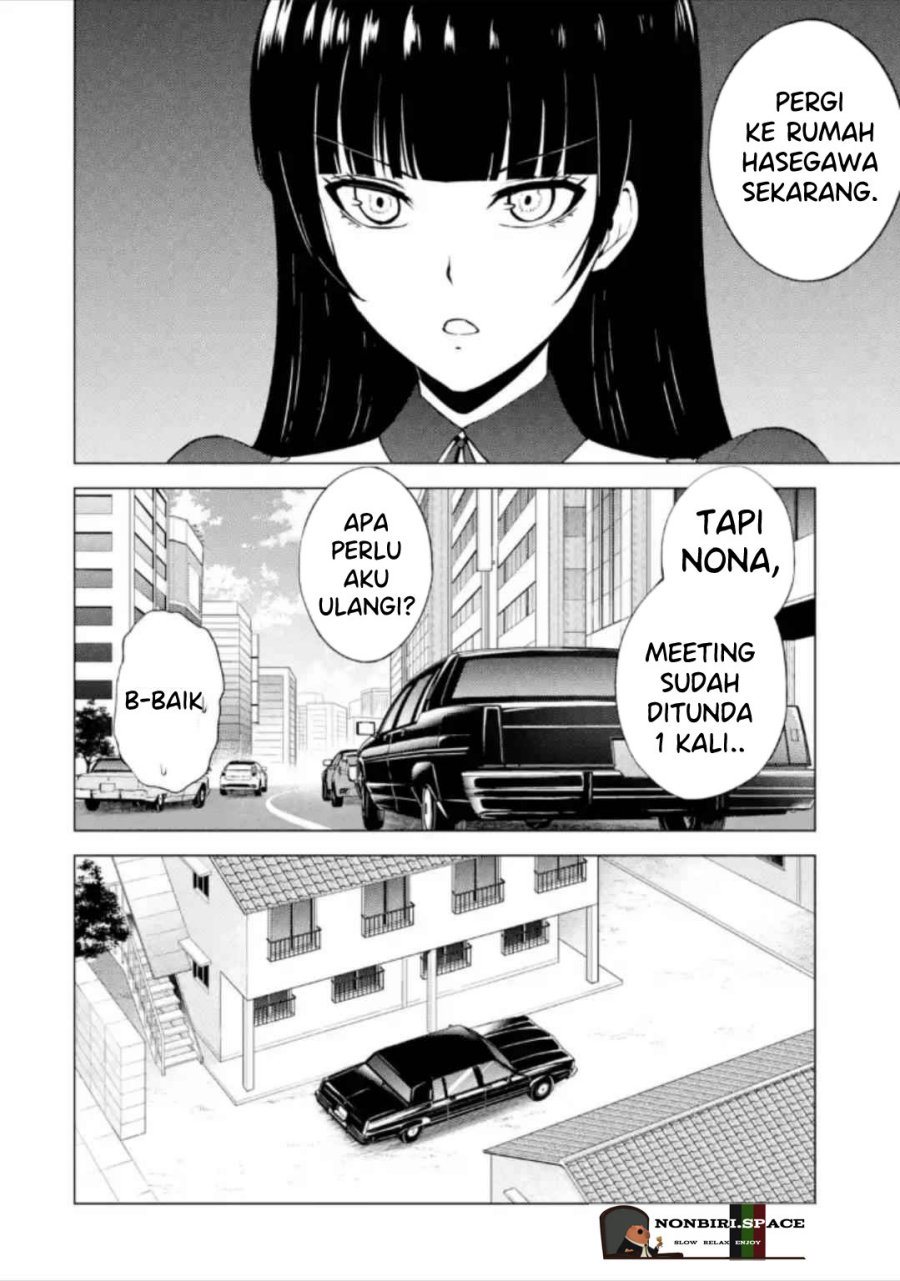 PERGI
KE RUMAH
HASEGAWA
SEKARANG.
TAPI
NONA,
MEETING
SUDAH
DITUNDA
1 KALI..
APA
PERLU
AKU
ULANGI?
B-BAIK
NONBIRI.SPACE
SLOW RELAX ENJOY